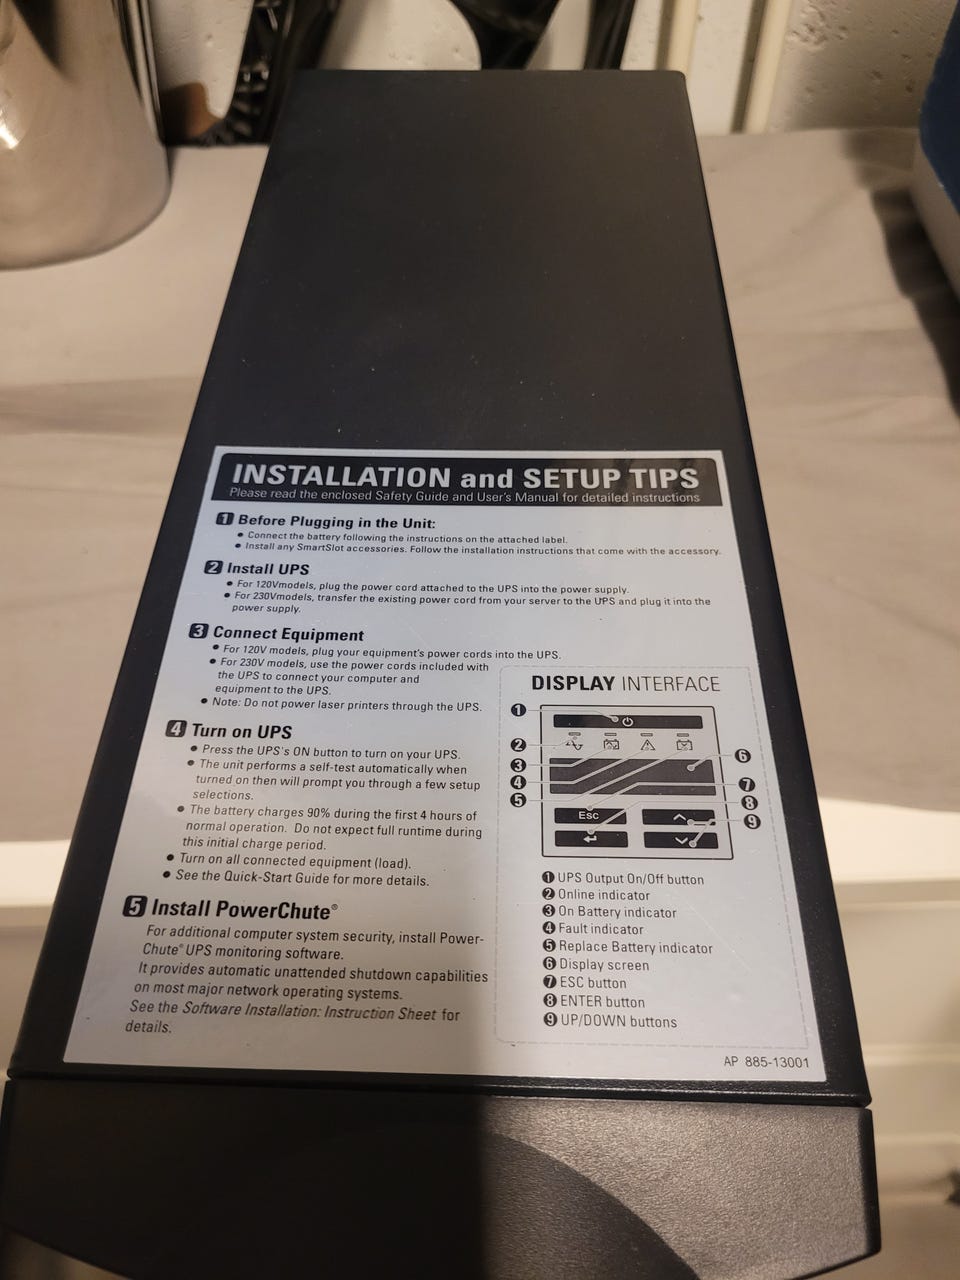 INSTALLATION and SETUP TIPS
Please read the enclosed Safety Guide and User's Manual for detailed instructions
1 Before Plugging in the Unit:
• Connect the battery following the instructions on the attached label.
• Install any SmartSlot accessories. Follow the installation instructions that come with the accessory.
2 Install UPS
• For 120Vmodels, plug the power cord attached to the UPS into the power supply.
• For 230Vmodels, transfer the existing power cord from your server to the UPS and plug it into the
power supply.
3 Connect Equipment
• For 120V models, plug your equipment's power cords into the UPS.
• For 230V models, use the power cords included with
the UPS to connect your computer and
equipment to the UPS.
• Note: Do not power laser printers through the UPS.
4 Turn on UPS
• Press the UPS's ON button to turn on your UPS.
• The unit performs a self-test automatically when
turned on then will prompt you through a few setup
selections.
• The battery charges 90% during the first 4 hours of
normal operation. Do not expect full runtime during
this initial charge period.
• Turn on all connected equipment (load).
• See the Quick-Start Guide for more details.
5 Install PowerChute®
For additional computer system security, install Power-
Chute® UPS monitoring software.
It provides automatic unattended shutdown capabilities
on most major network operating systems.
See the Software Installation: Instruction Sheet for
details.
DISPLAY INTERFACE
1
2
3
4
5
6
7
8
9
Esc
1 UPS Output On/Off button
2 Online indicator
3 On Battery indicator
4 Fault indicator
5 Replace Battery indicator
6 Display screen
7 ESC button
8 ENTER button
9 UP/DOWN buttons
AP 885-13001